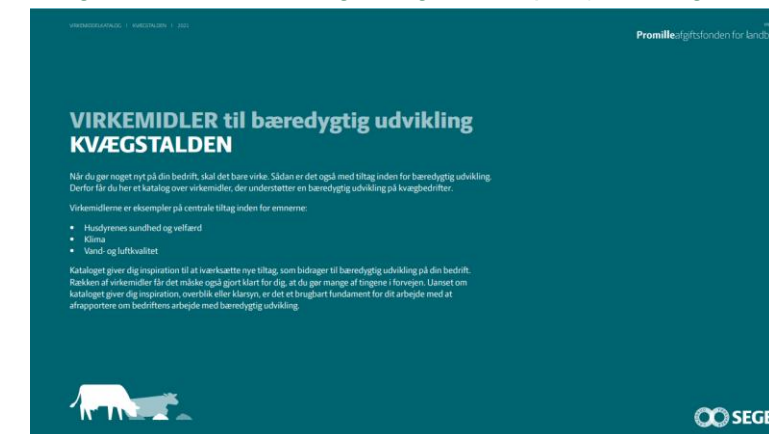 VIRKEMIDDELKATALOG I KVÆGSTALDEN I 2021
Promilleafgiftsfonden for landb
VIRKEMIDLER til bæredygtig udvikling
KVÆGSTALDEN
Når du gør noget nyt på din bedrift, skal det bare virke. Sådan er det også med tiltag inden for bæredygtig udvikling.
Derfor får du her et katalog over virkemidler, der understøtter en bæredygtig udvikling på kvægbedrifter.
Virkemidlerne er eksempler på centrale tiltag inden for emnerne:
• Husdyrenes sundhed og velfærd
• Klima
• Vand- og luftkvalitet
Kataloget giver dig inspiration til at iværksætte nye tiltag, som bidrager til bæredygtig udvikling på din bedrift.
Rækken af virkemidler får det måske også gjort klart for dig, at du gør mange af tingene i forvejen. Uanset om
kataloget giver dig inspiration, overblik eller klarsyn, er det et brugbart fundament for dit arbejde med at
afrapportere om bedriftens arbejde med bæredygtig udvikling.
SEGE